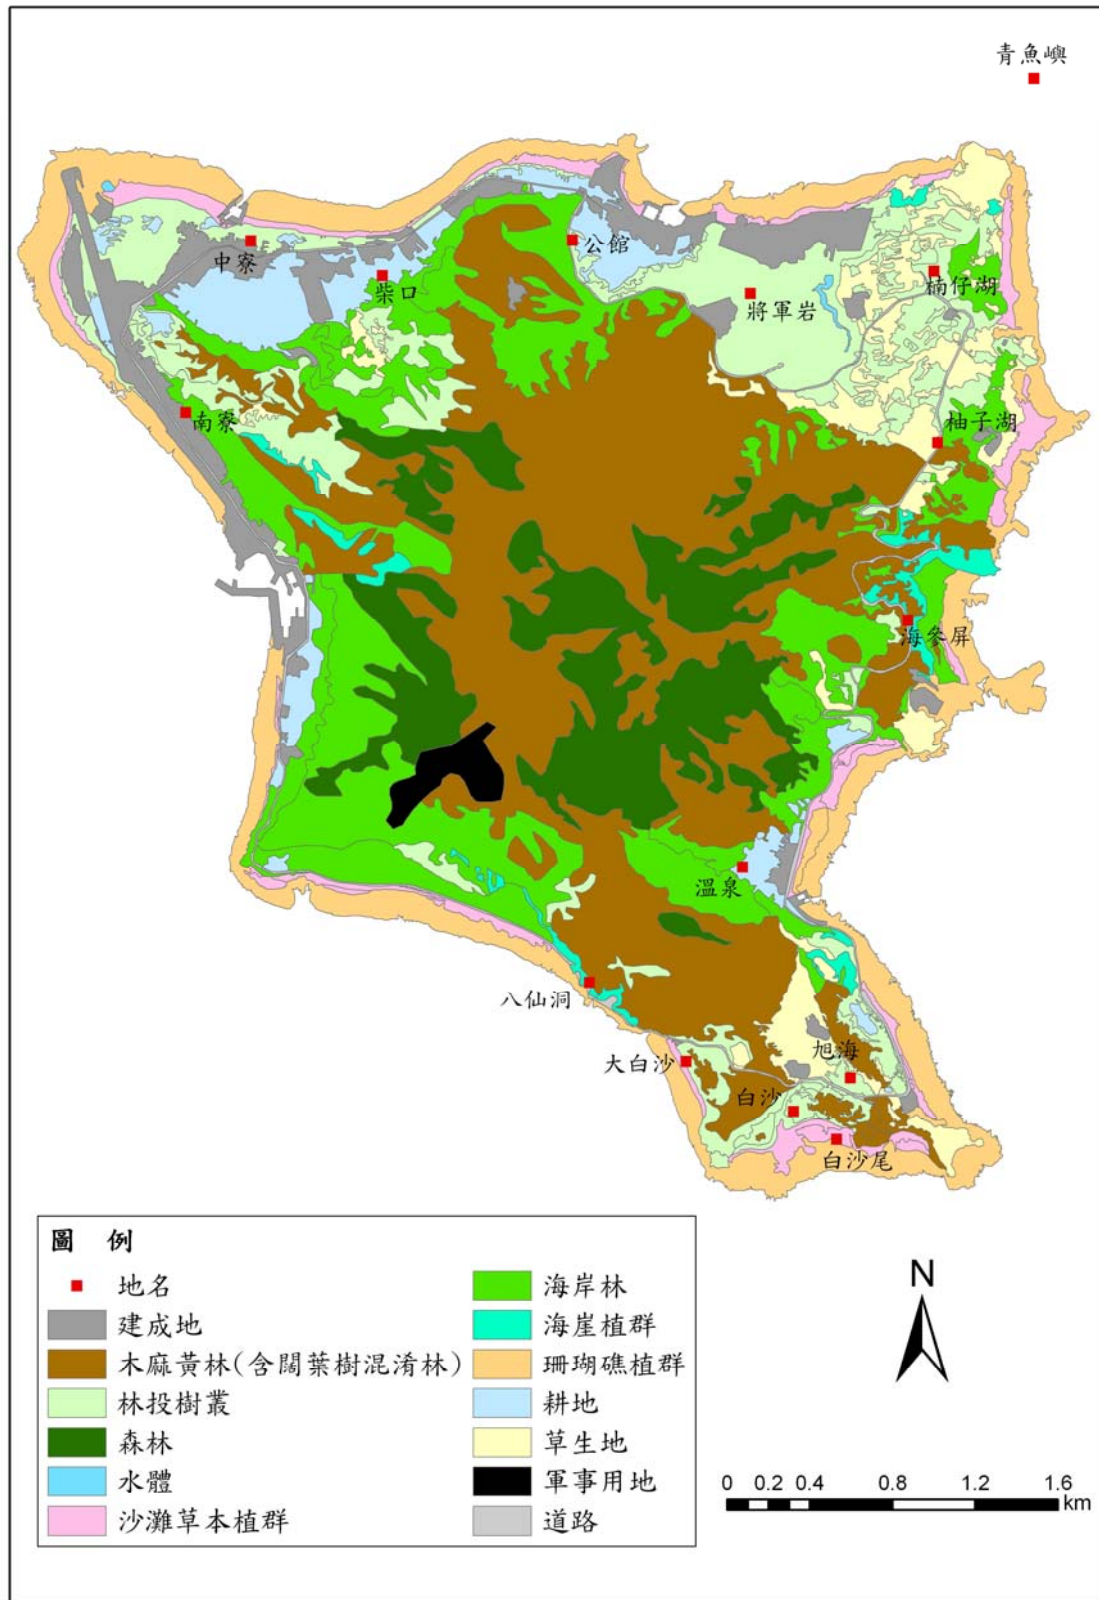 青魚嶼
中寮
柴口
公館
將軍岩
楠仔湖
南寮
柚子湖
海參屏
溫泉
八仙洞
大白沙
旭海
白沙
白沙尾
圖 例
地名
建成地
木麻黃林(含闊葉樹混淆林)
林投樹叢
森林
水體
沙灘草本植群
海岸林
海崖植群
珊瑚礁植群
耕地
草生地
軍事用地
道路
N
0 0.2 0.4 0.8 1.2 1.6
km